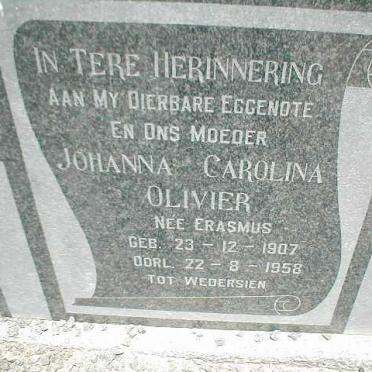 IN TERE HERINNERING
AAN MY DIERBARE EGGENOTE
EN ONS MOEDER
JOHANNA CAROLINA
OLIVIER
NEE ERASMUS
GEB. 23 - 12 - 1907
OORL. 22 - 8 - 1958
TOT WEDERSIEN